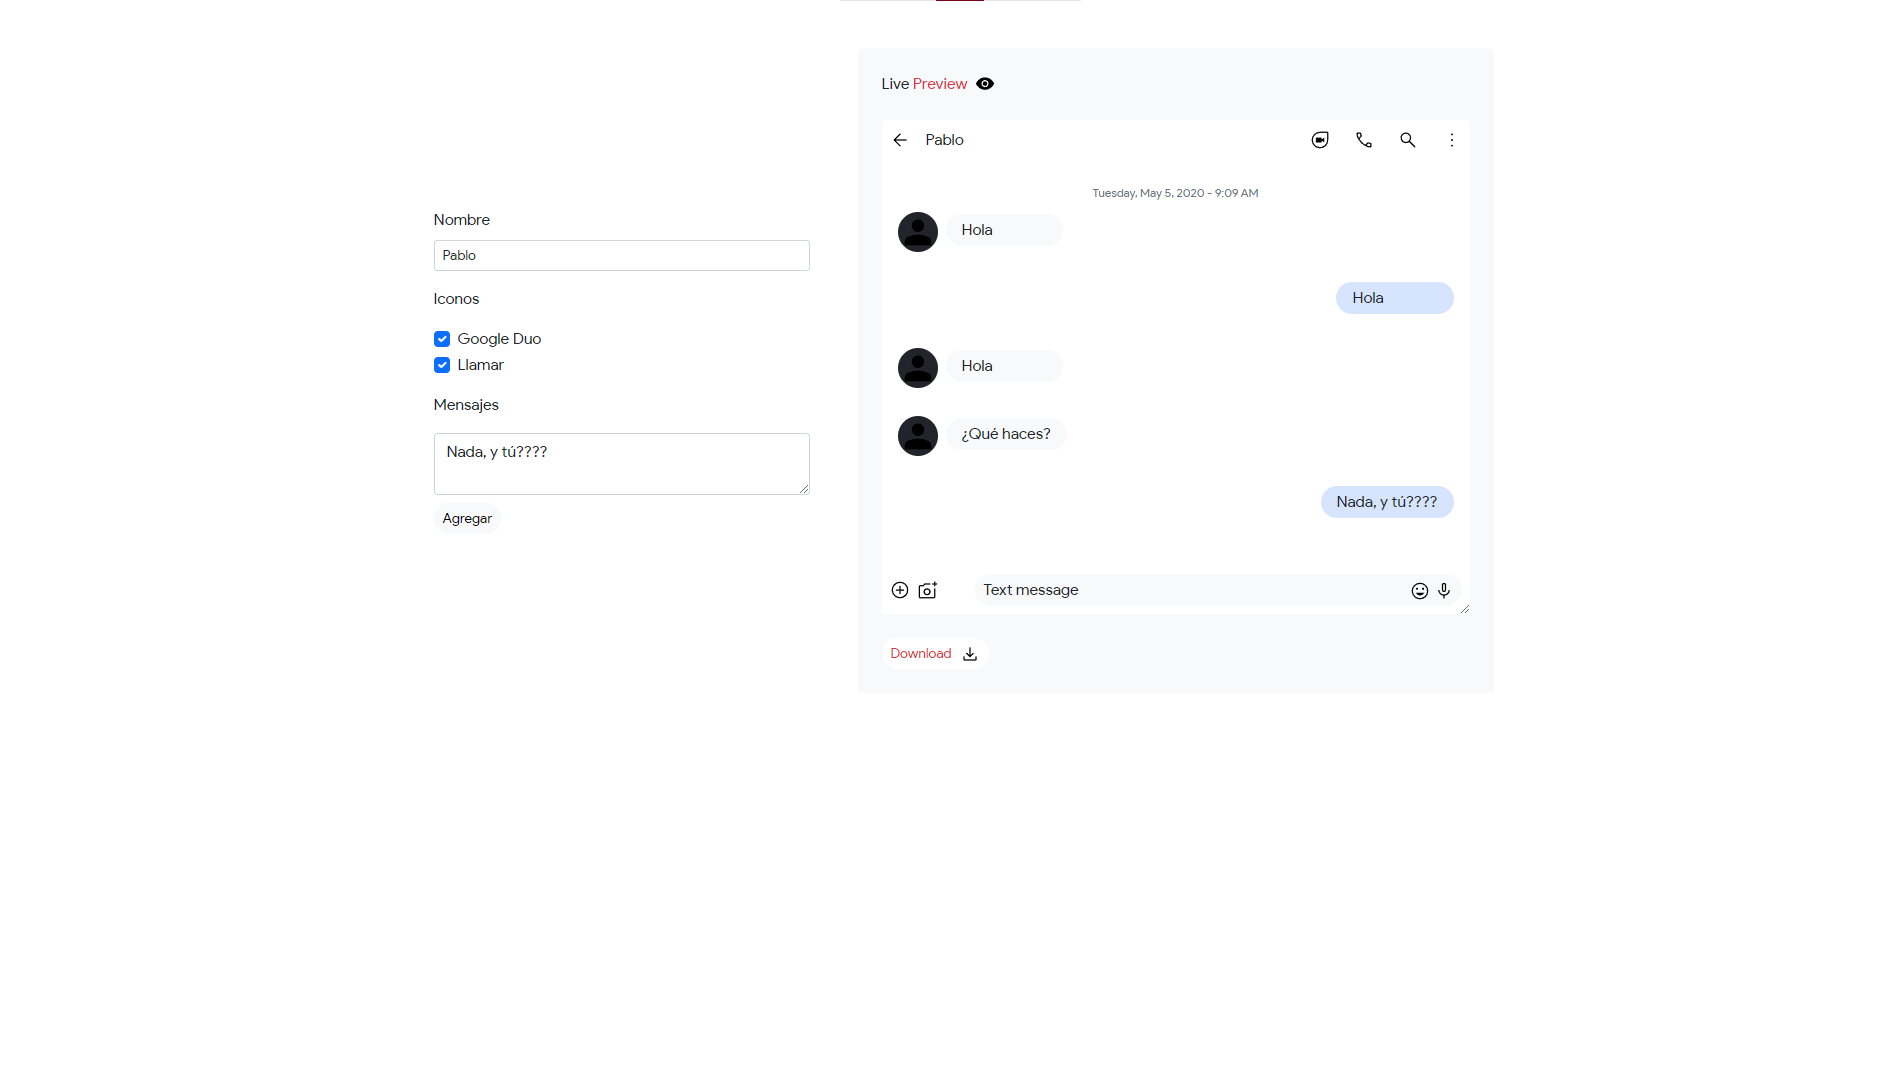 Nombre
Pablo
Iconos
Google Duo
Llamar
Mensajes
Nada, y tú????
Agregar
Live Preview
Pablo
Tuesday, May 5, 2020 - 9:09 AM
Hola
Hola
Hola
¿Qué haces?
Nada, y tú????
Text message
Download